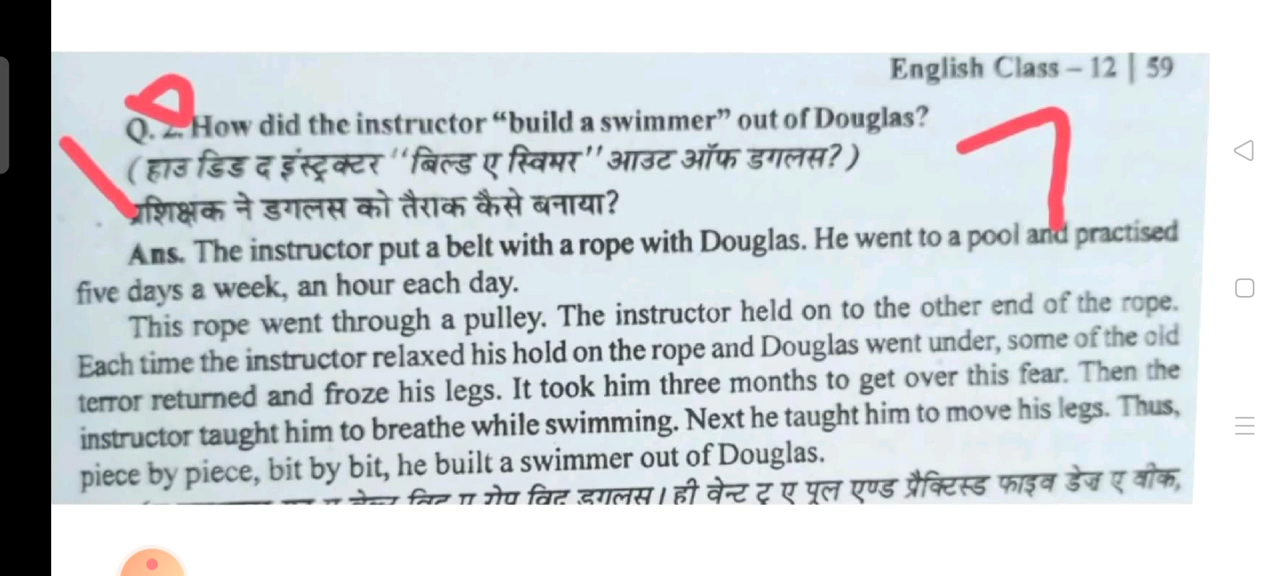 English Class – 12 | 59
Q. 2. How did the instructor “build a swimmer” out of Douglas?
( हाउ डिड द इंस्ट्रक्टर ''बिल्ड ए स्विमर'' आउट ऑफ डगलस? )
प्रशिक्षक ने डगलस को तैराक कैसे बनाया?
Ans. The instructor put a belt with a rope with Douglas. He went to a pool and practised
five days a week, an hour each day.
This rope went through a pulley. The instructor held on to the other end of the rope.
Each time the instructor relaxed his hold on the rope and Douglas went under, some of the old
terror returned and froze his legs. It took him three months to get over this fear. Then the
instructor taught him to breathe while swimming. Next he taught him to move his legs. Thus,
piece by piece, bit by bit, he built a swimmer out of Douglas.
विद ए रोप विद डगलस। ही वेन्ट टू ए पूल एण्ड प्रैक्टिस्ड फाइव डेज ए वीक,